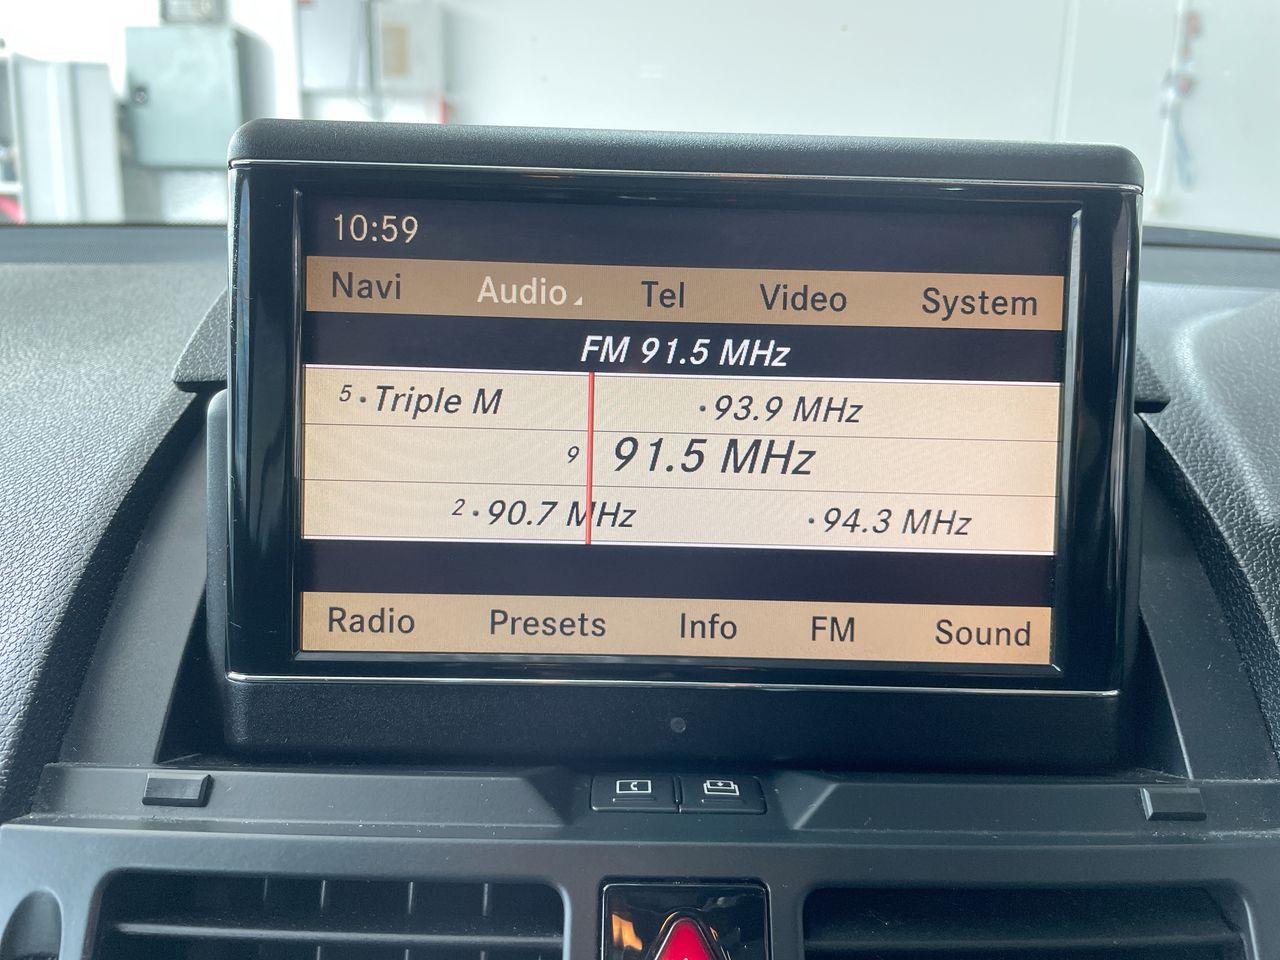 10:59
Navi Audio Tel Video System
FM 91.5 MHz
5 · Triple M · 93.9 MHz
9 91.5 MHz
2 · 90.7 MHz · 94.3 MHz
Radio Presets Info FM Sound